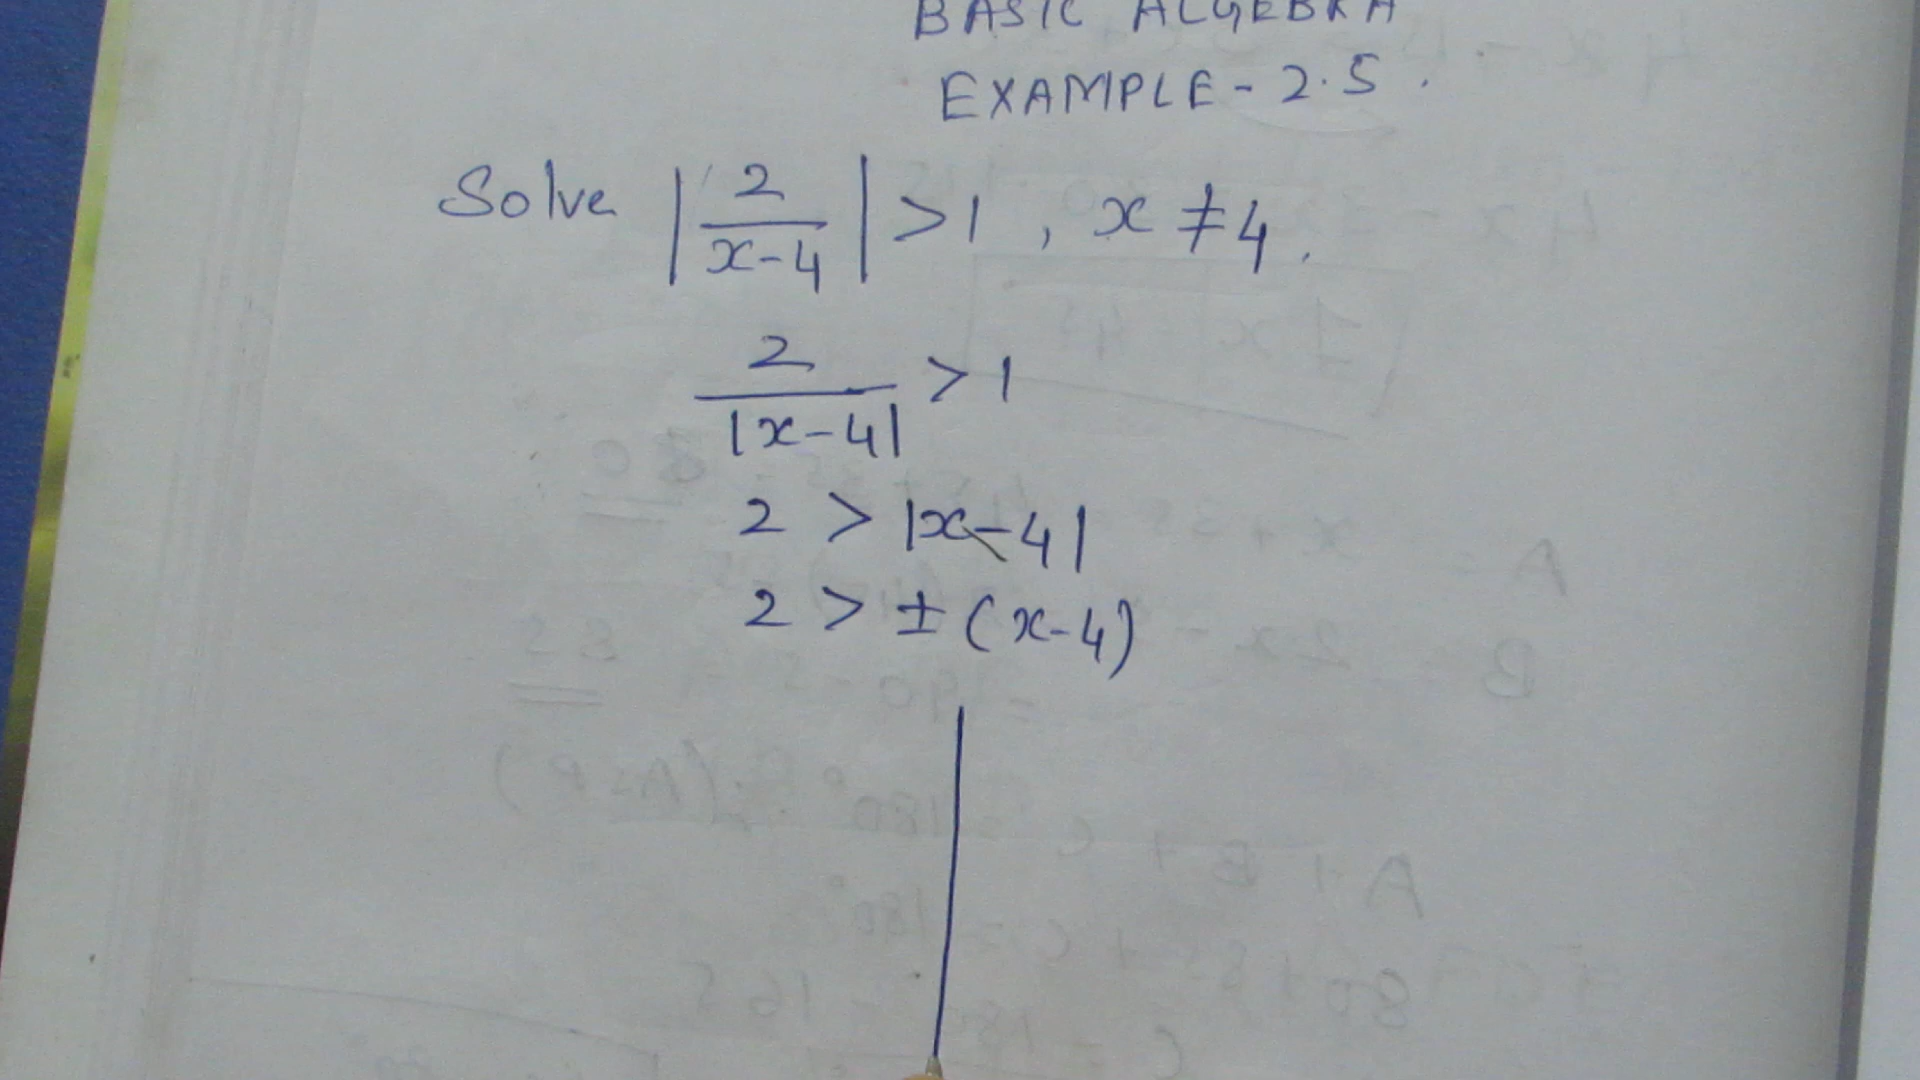 BASIC ALGEBRA
EXAMPLE - 2.5.
Solve |2/(x-4)| > 1, x ≠ 4.
2/|x-4| > 1
2 > |x-4|
2 > ± (x-4)